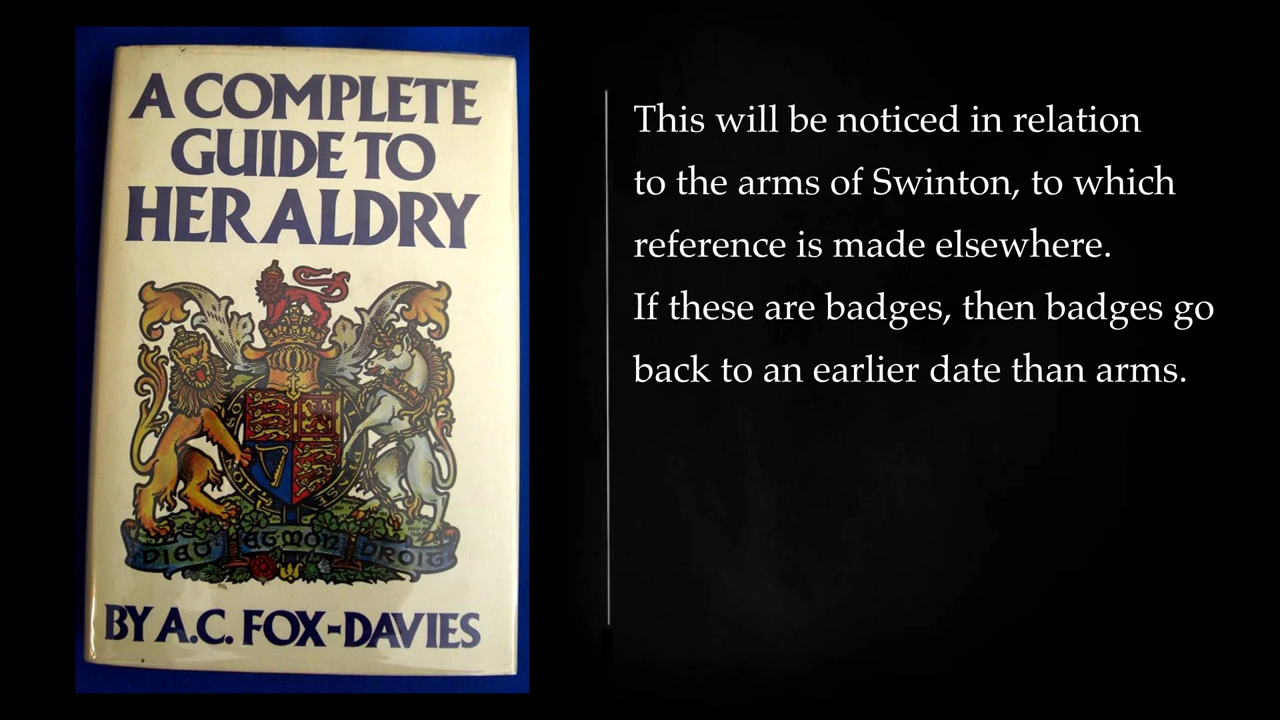 A COMPLETE
GUIDE TO
HERALDRY
DIEU ET MON DROIT
BY A.C. FOX-DAVIES
This will be noticed in relation
to the arms of Swinton, to which
reference is made elsewhere.
If these are badges, then badges go
back to an earlier date than arms.